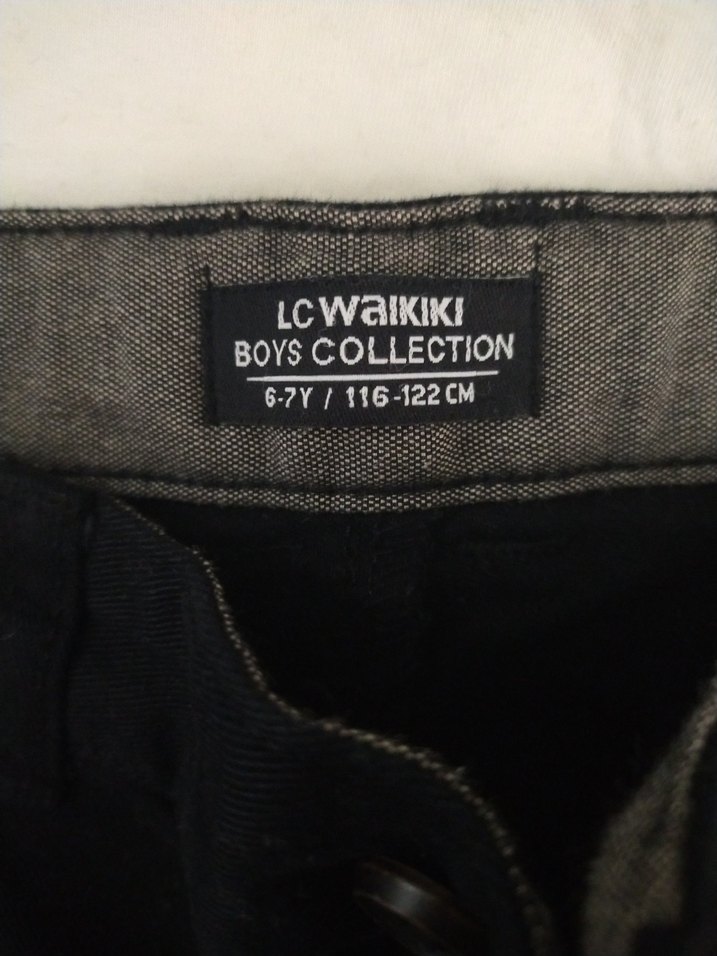 LC WAIKIKI
BOYS COLLECTION
6-7Y / 116-122 CM